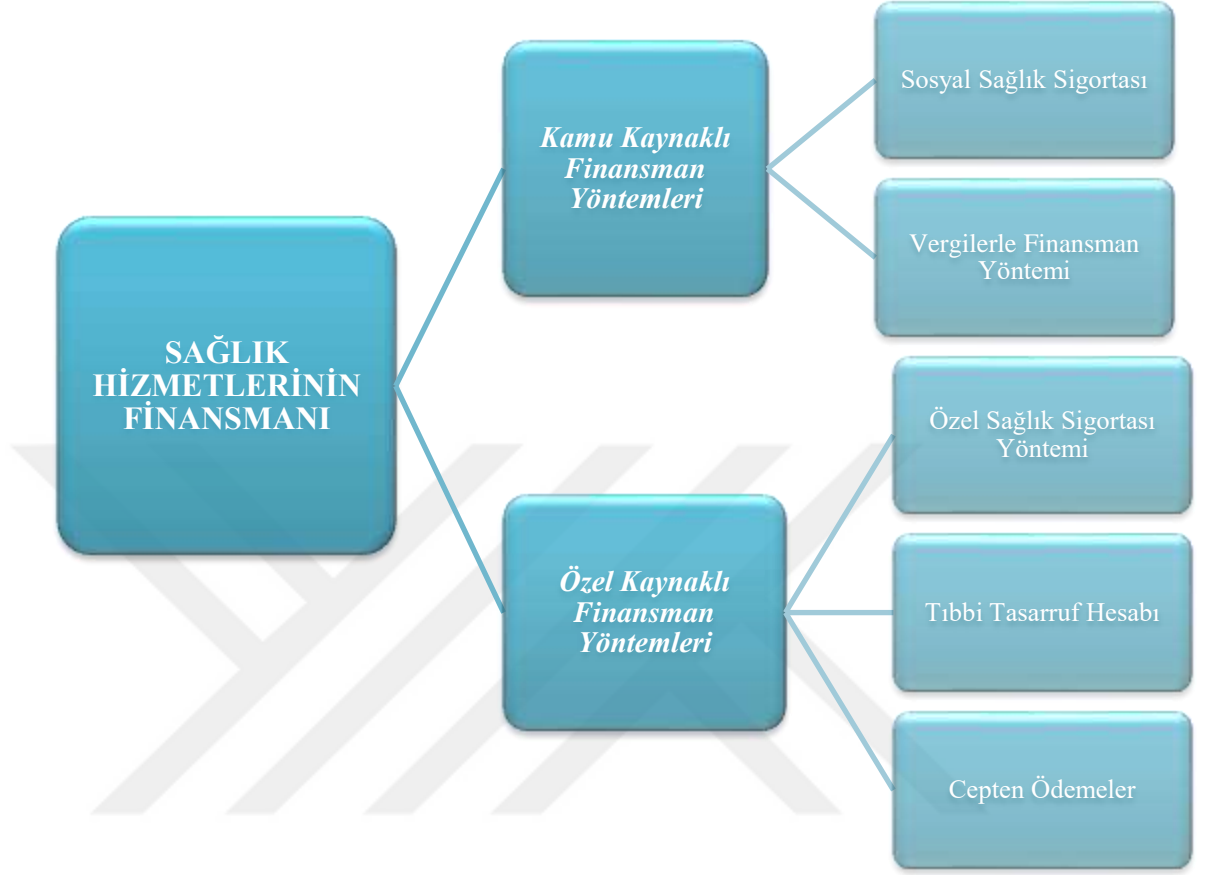 SAĞLIK
HİZMETLERİNİN
FİNANSMANI
Kamu Kaynaklı
Finansman
Yöntemleri
Sosyal Sağlık Sigortası
Vergilerle Finansman
Yöntemi
Özel Kaynaklı
Finansman
Yöntemleri
Özel Sağlık Sigortası
Yöntemi
Tıbbi Tasarruf Hesabı
Cepten Ödemeler